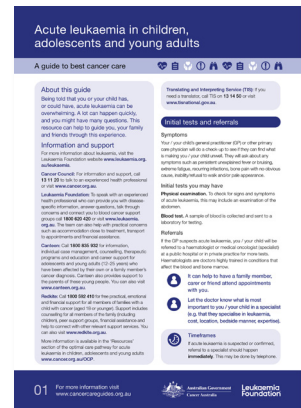 Acute leukaemia in children,
adolescents and young adults
A guide to best cancer care
About this guide
Being told that you or your child has,
or could have, acute leukaemia can be
overwhelming. A lot can happen quickly,
and you might have many questions. This
resource can help to guide you, your family
and friends through this experience.
Information and support
For more information about leukaemia, visit the
Leukaemia Foundation website www.leukaemia.org.
au/leukaemia.
Cancer Council: For information and support, call
13 11 20 to talk to an experienced health professional
or visit www.cancer.org.au.
Leukaemia Foundation: To speak with an experienced
health professional who can provide you with disease-
specific information, answer questions, talk through
concerns and connect you to blood cancer support
groups call 1800 620 420 or visit www.leukaemia.
org.au. The team can also help with practical concerns
such as accommodation close to treatment, transport
to appointments and financial assistance.
Canteen: Call 1800 835 932 for information,
individual case management, counselling, therapeutic
programs and education and career support for
adolescents and young adults (12-25 years) who
have been affected by their own or a family member's
cancer diagnosis. Canteen also provides support to
the parents of these young people. You can also visit
www.canteen.org.au.
Redkite: Call 1800 592 410 for free practical, emotional
and financial support for all members of families with a
child with cancer (aged 18 or younger). Support includes
counselling for all members of the family (including
children), peer support groups, financial assistance and
help to connect with other relevant support services. You
can also visit www.redkite.org.au.
More information is available in the 'Resources'
section of the optimal care pathway for acute
leukaemia in children, adolescents and young adults
www.cancer.org.au/OCP.
Translating and Interpreting Service (TIS): If you
need a translator, call TIS on 13 14 50 or visit
www.tisnational.gov.au.
Initial tests and referrals
Symptoms
Your / your child's general practitioner (GP) or other primary
care physician will do a check-up to see if they can find what
is making you / your child unwell. They will ask about any
symptoms such as persistent unexplained fever or bruising,
extreme fatigue, recurring infections, bone pain with no obvious
cause, inability/refusal to walk and/or pale appearance.
Initial tests you may have
Physical examination. To check for signs and symptoms
of acute leukaemia, this may include an examination of the
abdomen.
Blood test. A sample of blood is collected and sent to a
laboratory for testing.
Referrals
If the GP suspects acute leukaemia, you / your child will be
referred to a haematologist or medical oncologist (specialist)
at a public hospital or in private practice for more tests.
Haematologists are doctors highly trained in conditions that
affect the blood and bone marrow.
It can help to have a family member,
carer or friend attend appointments
with you.
Let the doctor know what is most
important to you / your child in a specialist
(e.g. that they specialise in leukaemia,
cost, location, bedside manner, expertise).
Timeframes
If acute leukaemia is suspected or confirmed,
referral to a specialist should happen
immediately. This may be done by telephone.
01
For more information visit
www.cancercareguides.org.au
Australian Government
Cancer Australia
Leukaemia
Foundation